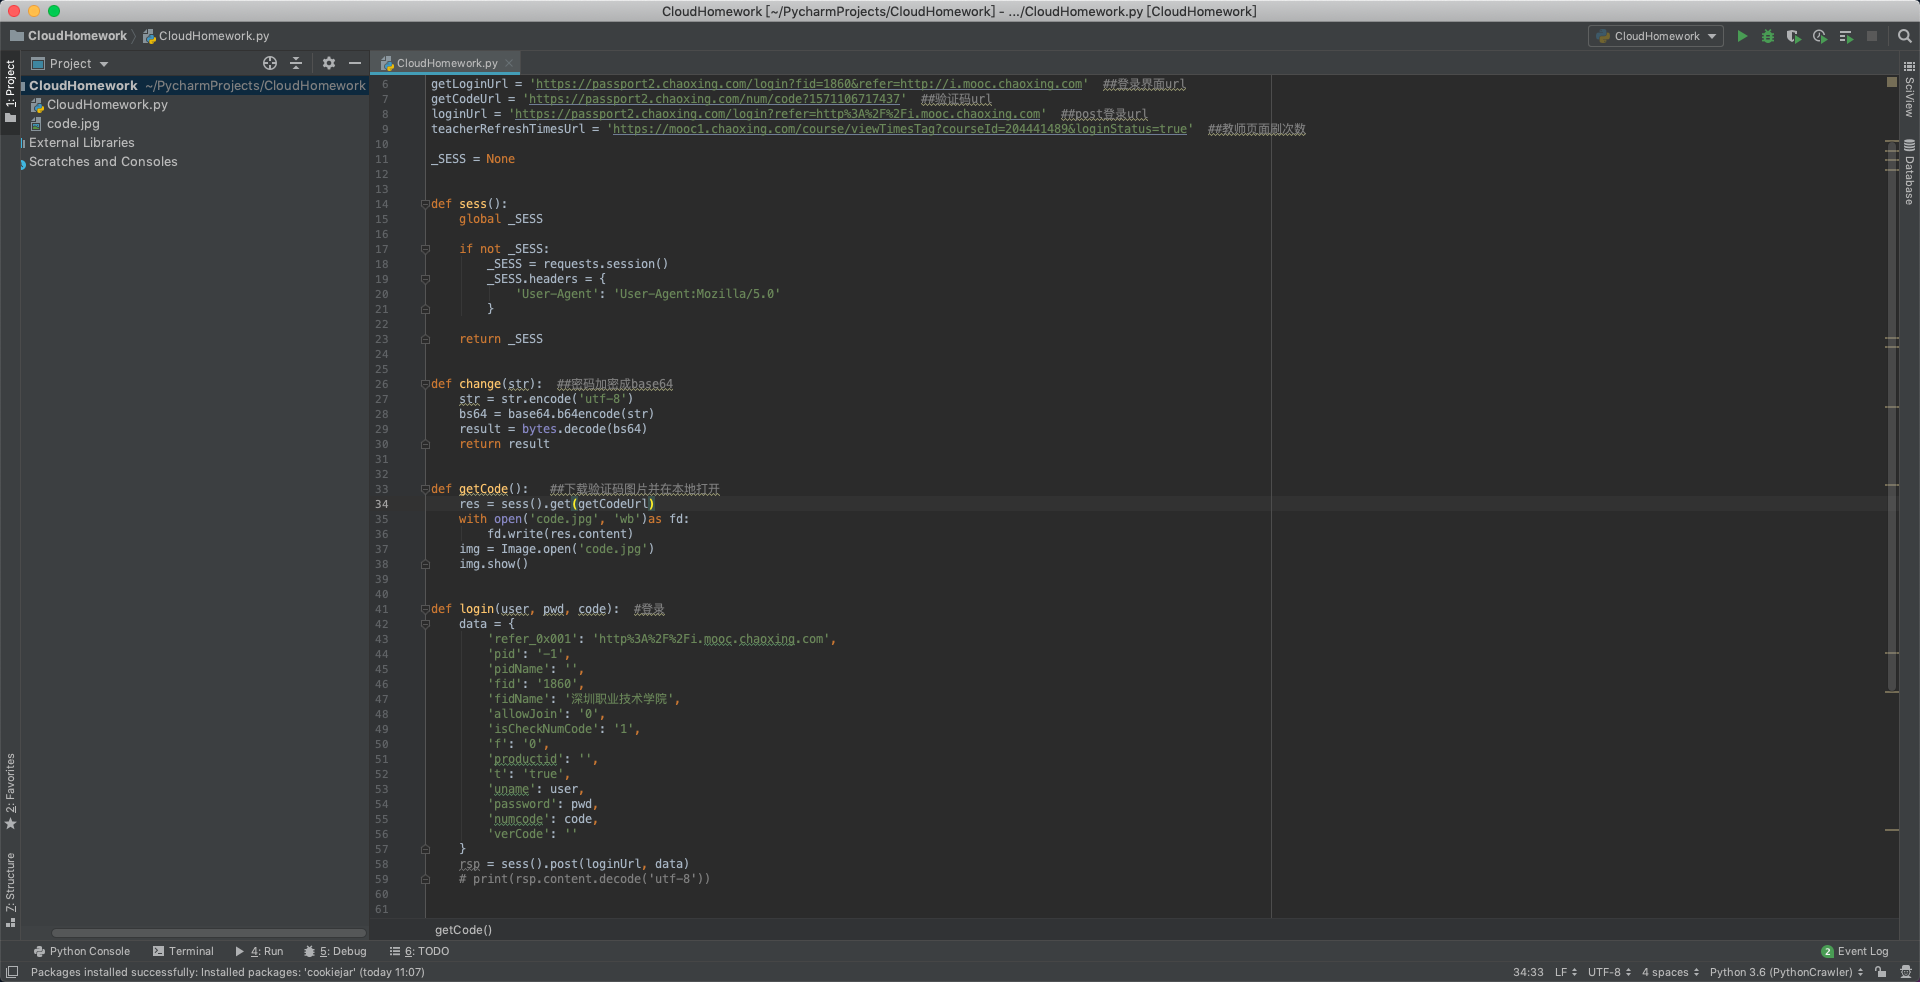 CloudHomework [~/PycharmProjects/CloudHomework] - .../CloudHomework.py [CloudHomework]
CloudHomework
CloudHomework.py
CloudHomework
1: Project
Project
CloudHomework ~/PycharmProjects/CloudHomework
CloudHomework.py
code.jpg
External Libraries
Scratches and Consoles
2: Favorites
Z: Structure
CloudHomework.py
6 getLoginUrl = 'https://passport2.chaoxing.com/login?fid=1860&refer=http://i.mooc.chaoxing.com' ##登录界面url
7 getCodeUrl = 'https://passport2.chaoxing.com/num/code?1571106717437' ##验证码url
8 loginUrl = 'https://passport2.chaoxing.com/login?refer=http%3A%2F%2Fi.mooc.chaoxing.com' ##post登录url
9 teacherRefreshTimesUrl = 'https://mooc1.chaoxing.com/course/viewTimesTag?courseId=204441489&loginStatus=true' ##教师页面刷次数
10
11 _SESS = None
12
13
14 def sess():
15 global _SESS
16
17 if not _SESS:
18 _SESS = requests.session()
19 _SESS.headers = {
20 'User-Agent': 'User-Agent:Mozilla/5.0'
21 }
22
23 return _SESS
24
25
26 def change(str): ##密码加密成base64
27 str = str.encode('utf-8')
28 bs64 = base64.b64encode(str)
29 result = bytes.decode(bs64)
30 return result
31
32
33 def getCode(): ##下载验证码图片并在本地打开
34 res = sess().get(getCodeUrl)
35 with open('code.jpg', 'wb')as fd:
36 fd.write(res.content)
37 img = Image.open('code.jpg')
38 img.show()
39
40
41 def login(user, pwd, code): #登录
42 data = {
43 'refer_0x001': 'http%3A%2F%2Fi.mooc.chaoxing.com',
44 'pid': '-1',
45 'pidName': '',
46 'fid': '1860',
47 'fidName': '深圳职业技术学院',
48 'allowJoin': '0',
49 'isCheckNumCode': '1',
50 'f': '0',
51 'productid': '',
52 't': 'true',
53 'uname': user,
54 'password': pwd,
55 'numcode': code,
56 'verCode': ''
57 }
58 rsp = sess().post(loginUrl, data)
59 # print(rsp.content.decode('utf-8'))
60
61
getCode()
SciView
Database
Python Console
Terminal
4: Run
5: Debug
6: TODO
2 Event Log
Packages installed successfully: Installed packages: 'cookiejar' (today 11:07)
34:33 LF UTF-8 4 spaces Python 3.6 (PythonCrawler)